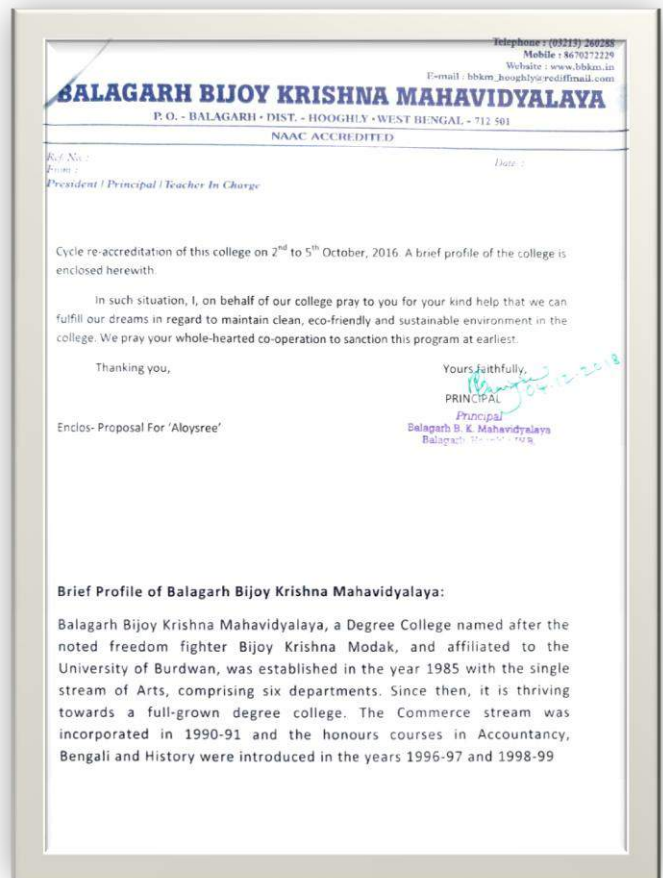 Telephone : (03213) 260288
Mobile : 8670272229
Website : www.bbkm.in
E-mail : bbkm_hooghly@rediffmail.com
BALAGARH BIJOY KRISHNA MAHAVIDYALAYA
P. O. - BALAGARH • DIST. - HOOGHLY • WEST BENGAL - 712 501
NAAC ACCREDITED
Ref. No. :
Date :
From :
President / Principal / Teacher In Charge
Cycle re-accreditation of this college on 2nd to 5th October, 2016. A brief profile of the college is
enclosed herewith.
In such situation, I, on behalf of our college pray to you for your kind help that we can
fulfill our dreams in regard to maintain clean, eco-friendly and sustainable environment in the
college. We pray your whole-hearted co-operation to sanction this program at earliest.
Thanking you,
Yours faithfully,
04.12.2018
PRINCIPAL
Principal
Enclos- Proposal For 'Aloysree'
Balagarh B. K. Mahavidyalaya
Balagarh
Brief Profile of Balagarh Bijoy Krishna Mahavidyalaya:
Balagarh Bijoy Krishna Mahavidyalaya, a Degree College named after the
noted freedom fighter Bijoy Krishna Modak, and affiliated to the
University of Burdwan, was established in the year 1985 with the single
stream of Arts, comprising six departments. Since then, it is thriving
towards a full-grown degree college. The Commerce stream was
incorporated in 1990-91 and the honours courses in Accountancy,
Bengali and History were introduced in the years 1996-97 and 1998-99